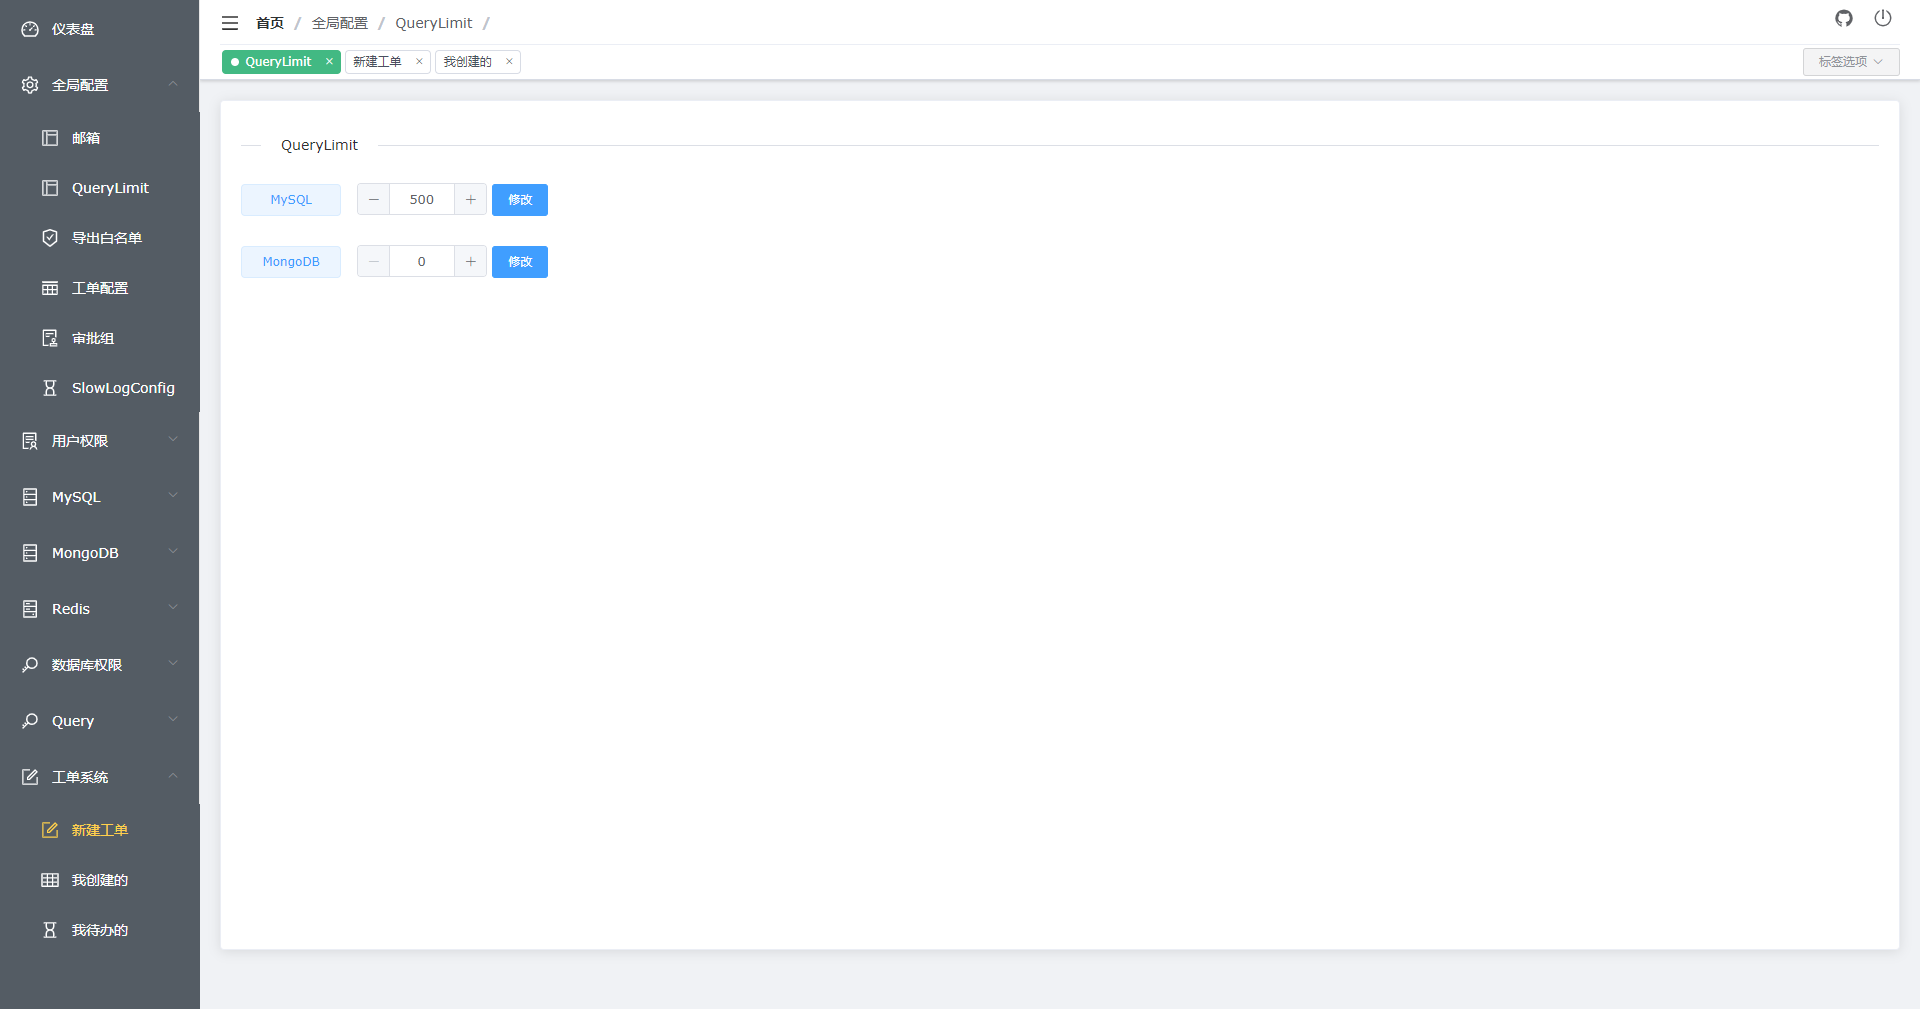 仪表盘
全局配置
邮箱
QueryLimit
导出白名单
工单配置
审批组
SlowLogConfig
用户权限
MySQL
MongoDB
Redis
数据库权限
Query
工单系统
新建工单
我创建的
我待办的
首页 / 全局配置 / QueryLimit /
QueryLimit × 新建工单 × 我创建的 ×
标签选项
QueryLimit
MySQL − 500 + 修改
MongoDB − 0 + 修改